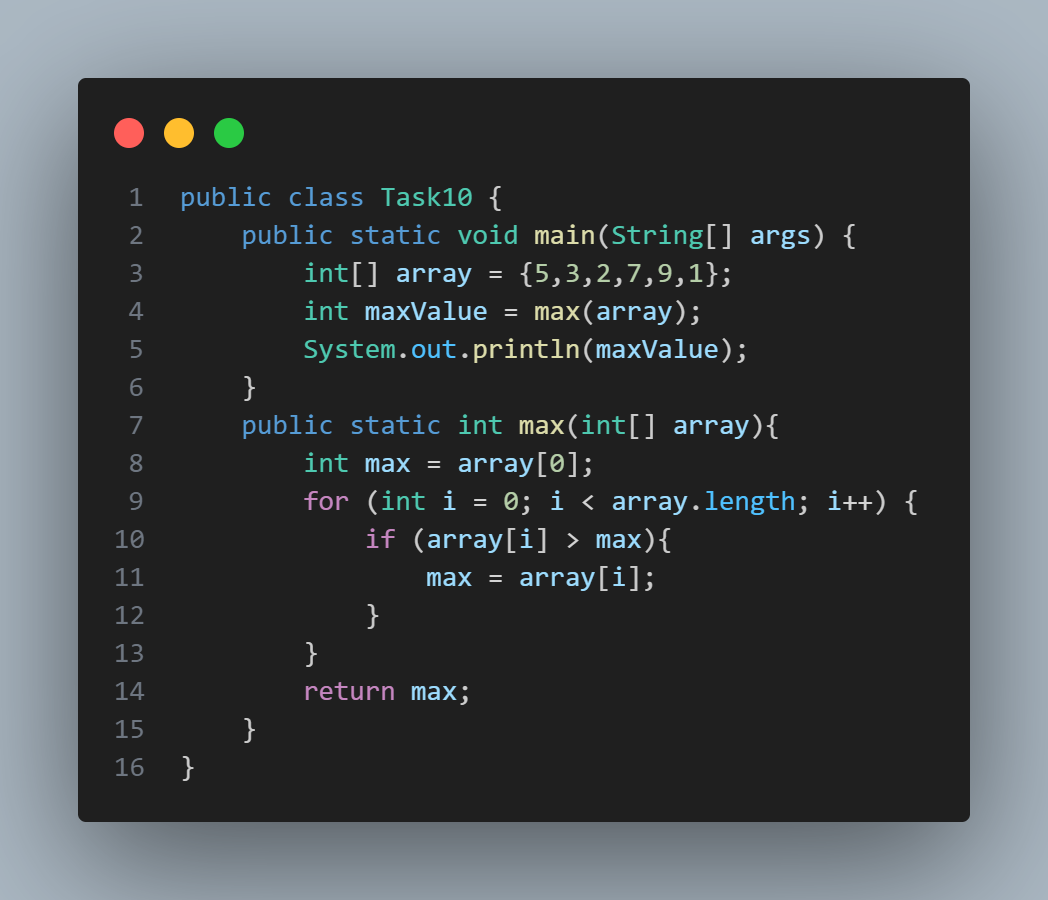 1 public class Task10 {
2     public static void main(String[] args) {
3         int[] array = {5,3,2,7,9,1};
4         int maxValue = max(array);
5         System.out.println(maxValue);
6     }
7     public static int max(int[] array){
8         int max = array[0];
9         for (int i = 0; i < array.length; i++) {
10             if (array[i] > max){
11                 max = array[i];
12             }
13         }
14         return max;
15     }
16 }